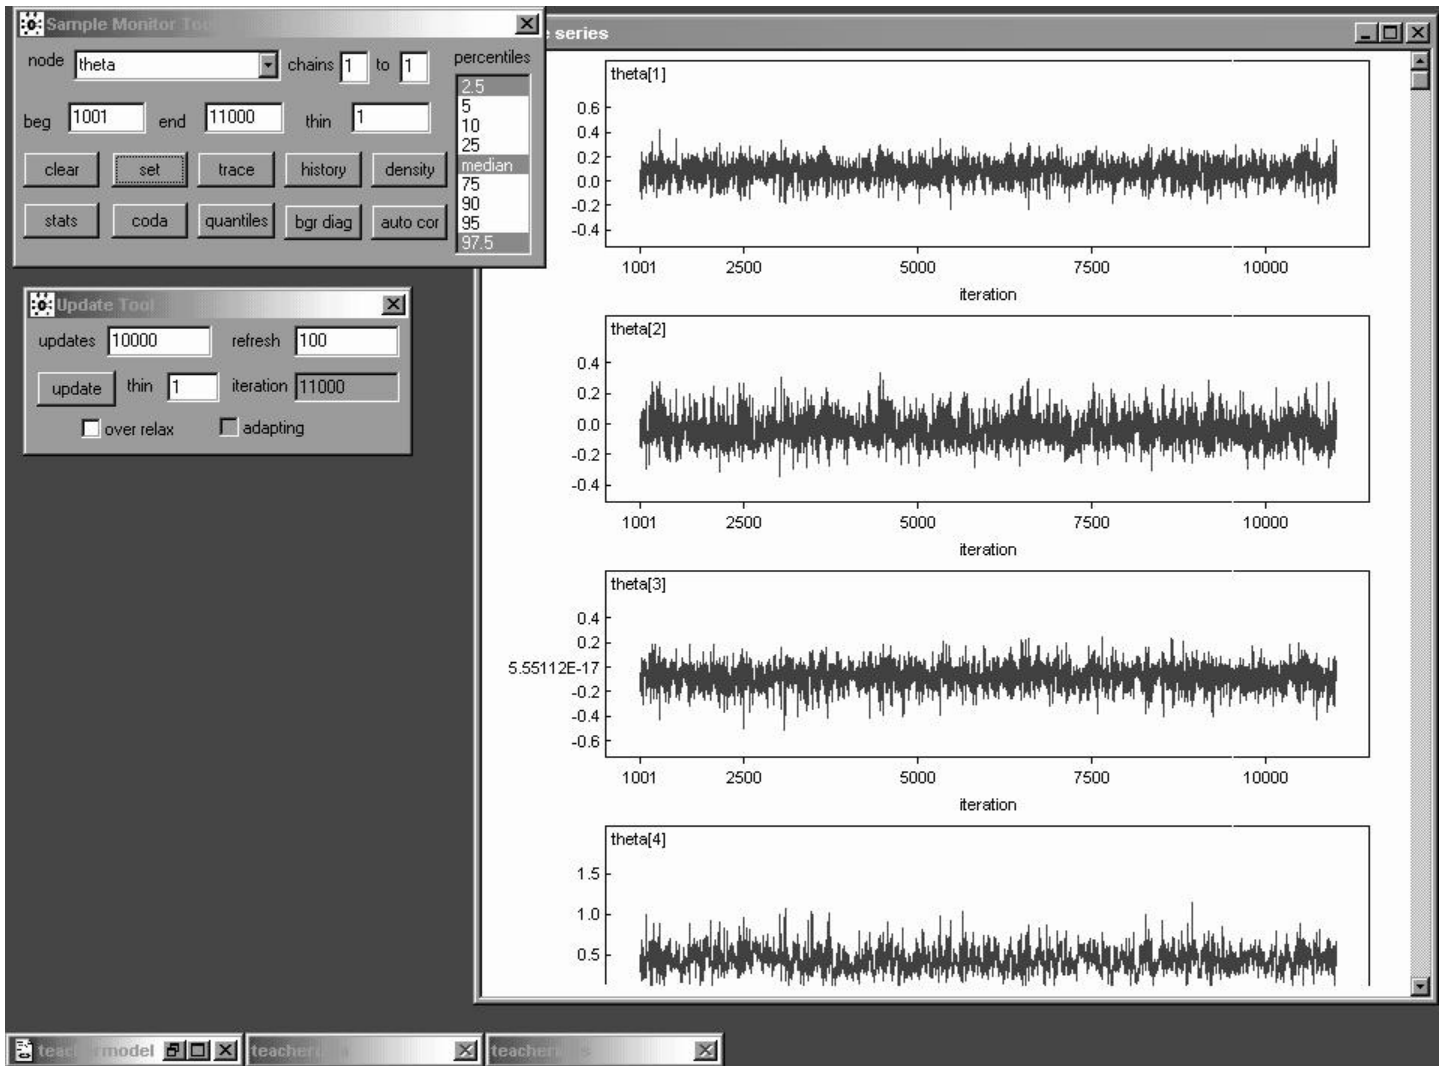 Sample Monitor Too
node theta chains 1 to 1 percentiles
2.5
5
10
25
median
75
90
95
97.5
beg 1001 end 11000 thin 1
clear set trace history density
stats coda quantiles bgr diag auto cor
Update Tool
updates 10000 refresh 100
update thin 1 iteration 11000
over relax adapting
series
theta[1]
0.6
0.4
0.2
0.0
-0.2
-0.4
1001 2500 5000 7500 10000
iteration
theta[2]
0.4
0.2
0.0
-0.2
-0.4
1001 2500 5000 7500 10000
iteration
theta[3]
0.4
0.2
5.55112E-17
-0.2
-0.4
-0.6
1001 2500 5000 7500 10000
iteration
theta[4]
1.5
1.0
0.5